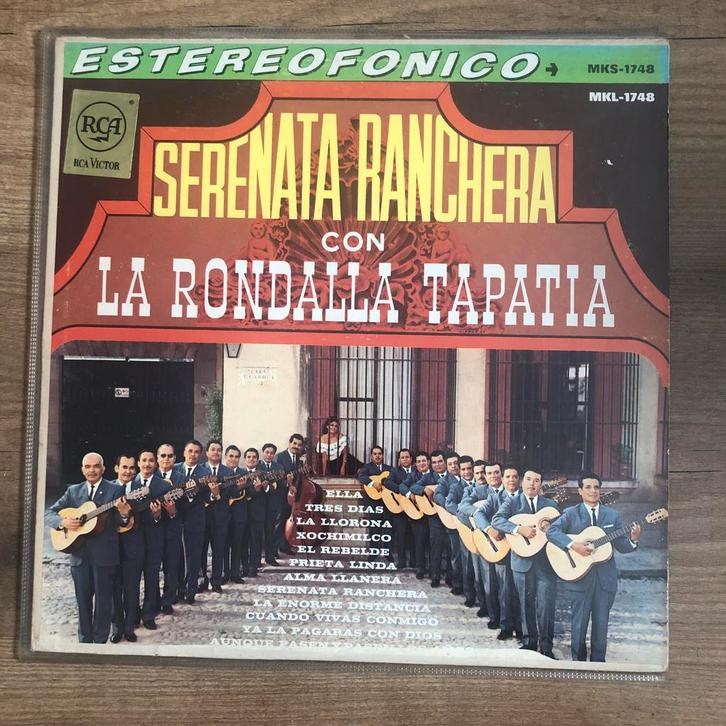 ESTEREOFONICO → MKS-1748
MKL-1748
RCA
RCA VICTOR
SERENATA RANCHERA
CON
LA RONDALLA TAPATIA
ELLA
TRES DIAS
LA LLORONA
XOCHIMILCO
EL REBELDE
PRIETA LINDA
ALMA LLANERA
SERENATA RANCHERA
LA ENORME DISTANCIA
CUANDO VIVAS CONMIGO
YA LA PAGARAS CON DIOS
AUNQUE PASEN